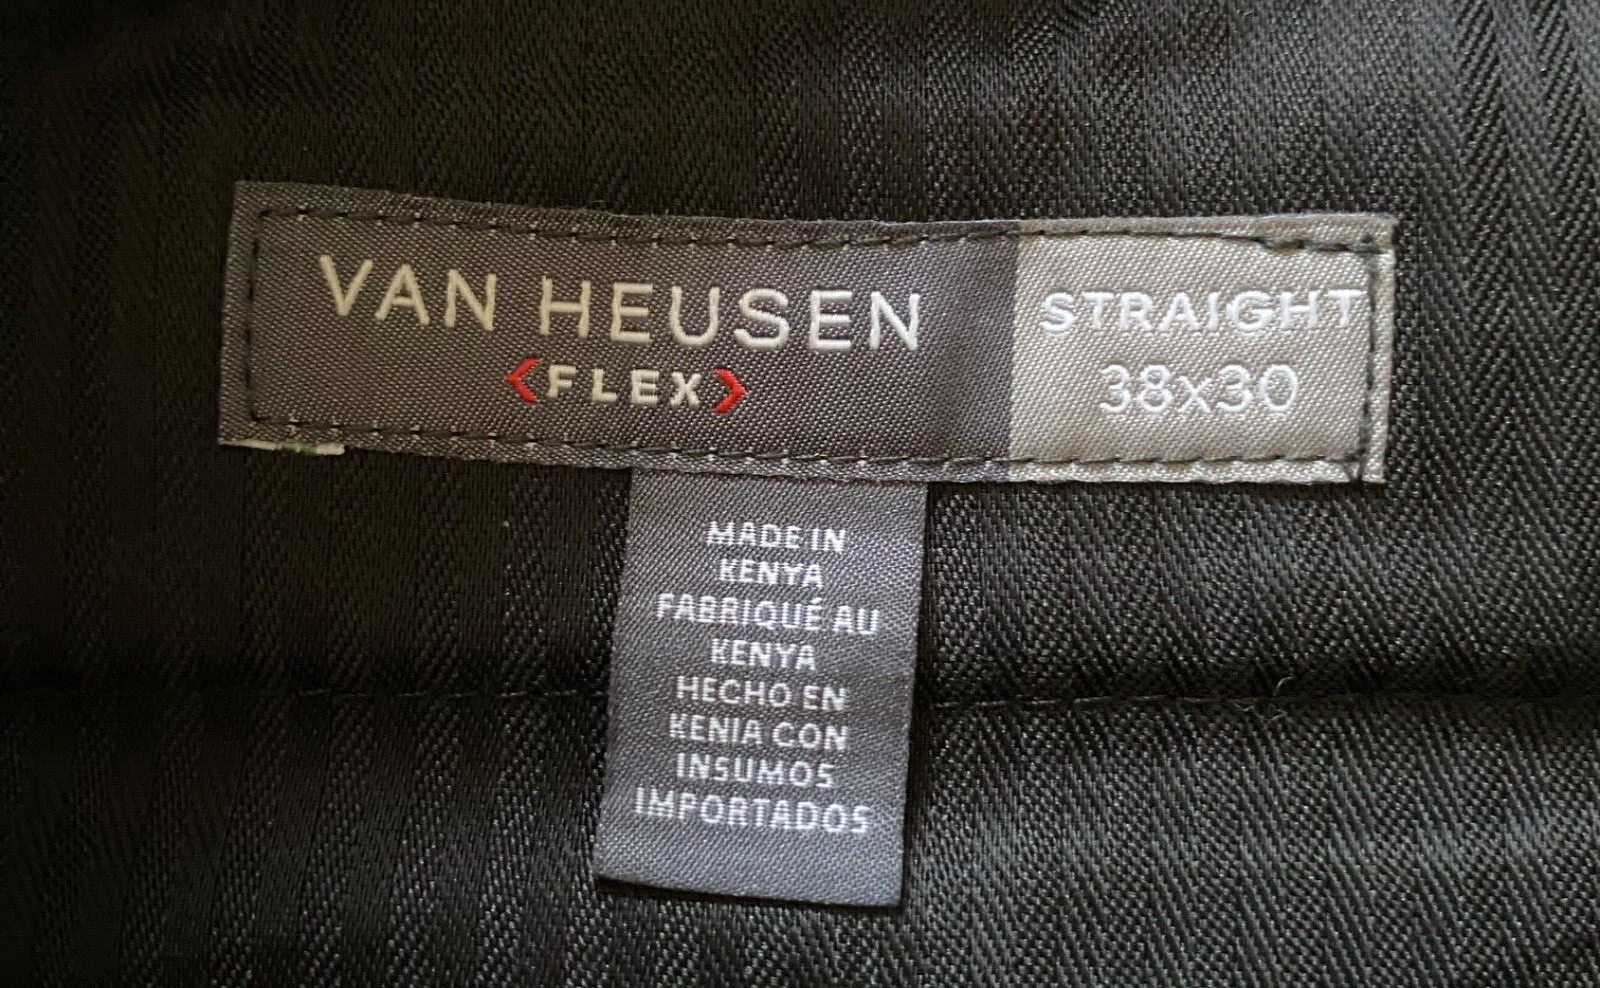 VAN HEUSEN
<FLEX>
STRAIGHT
38x30
MADE IN
KENYA
FABRIQUÉ AU
KENYA
HECHO EN
KENIA CON
INSUMOS
IMPORTADOS